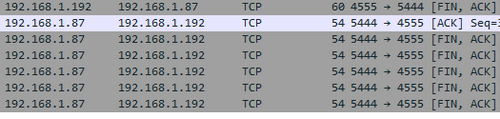 192.168.1.192 192.168.1.87 TCP 60 4555 → 5444 [FIN, ACK]
192.168.1.87 192.168.1.192 TCP 54 5444 → 4555 [ACK] Seq=
192.168.1.87 192.168.1.192 TCP 54 5444 → 4555 [FIN, ACK]
192.168.1.87 192.168.1.192 TCP 54 5444 → 4555 [FIN, ACK]
192.168.1.87 192.168.1.192 TCP 54 5444 → 4555 [FIN, ACK]
192.168.1.87 192.168.1.192 TCP 54 5444 → 4555 [FIN, ACK]
192.168.1.87 192.168.1.192 TCP 54 5444 → 4555 [FIN, ACK]